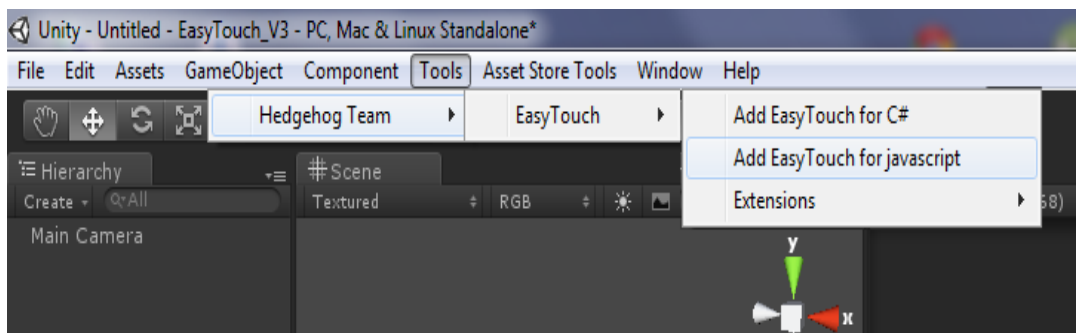 Unity - Untitled - EasyTouch_V3 - PC, Mac & Linux Standalone*
File Edit Assets GameObject Component Tools Asset Store Tools Window Help
Hedgehog Team EasyTouch Add EasyTouch for C#
Add EasyTouch for javascript
Extensions
Hierarchy # Scene
Create All Textured RGB 68)
Main Camera
y
x